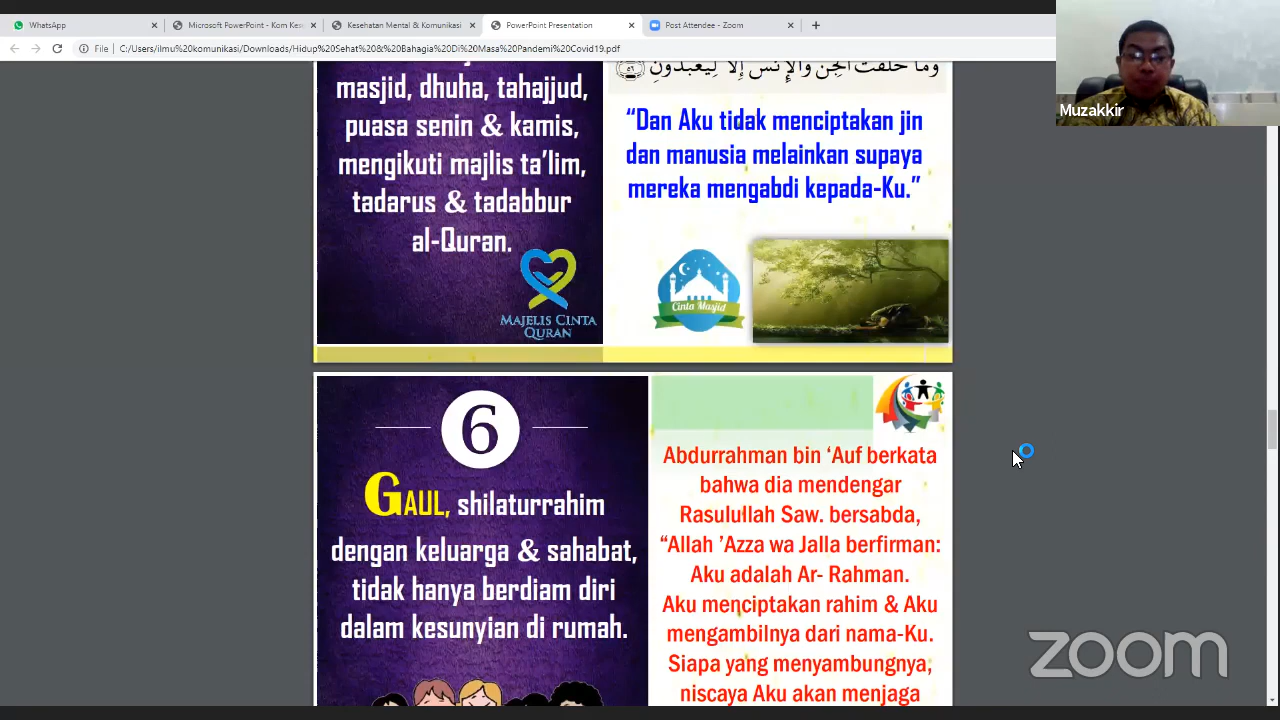 WhatsApp
Microsoft PowerPoint - Kom Kes
Kesehatan Mental & Komunikasi
PowerPoint Presentation
Post Attendee - Zoom
File
C:/Users/ilmu%20komunikasi/Downloads/Hidup%20Sehat%20&%20Bahagia%20Di%20Masa%20Pandemi%20Covid19.pdf
Muzakkir
masjid, dhuha, tahajjud,
puasa senin & kamis,
mengikuti majlis ta’lim,
tadarus & tadabbur
al-Quran.
MAJELIS CINTA
QURAN
وَمَا خَلَقْتُ الْجِنَّ وَالْإِنْسَ إِلَّا لِيَعْبُدُونِ ٥٦
“Dan Aku tidak menciptakan jin
dan manusia melainkan supaya
mereka mengabdi kepada-Ku.”
Cinta Masjid
6
GAUL, shilaturrahim
dengan keluarga & sahabat,
tidak hanya berdiam diri
dalam kesunyian di rumah.
Abdurrahman bin ‘Auf berkata
bahwa dia mendengar
Rasulullah Saw. bersabda,
“Allah ’Azza wa Jalla berfirman:
Aku adalah Ar- Rahman.
Aku menciptakan rahim & Aku
mengambilnya dari nama-Ku.
Siapa yang menyambungnya,
niscaya Aku akan menjaga
zoom